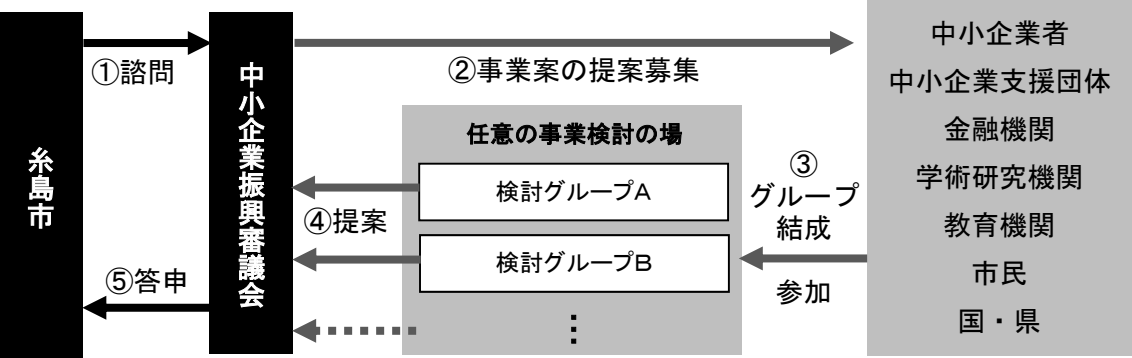 糸島市
①諮問
⑤答申
中小企業振興審議会
②事業案の提案募集
任意の事業検討の場
検討グループA
検討グループB
⋮
④提案
③
グループ
結成
参加
中小企業者
中小企業支援団体
金融機関
学術研究機関
教育機関
市民
国・県